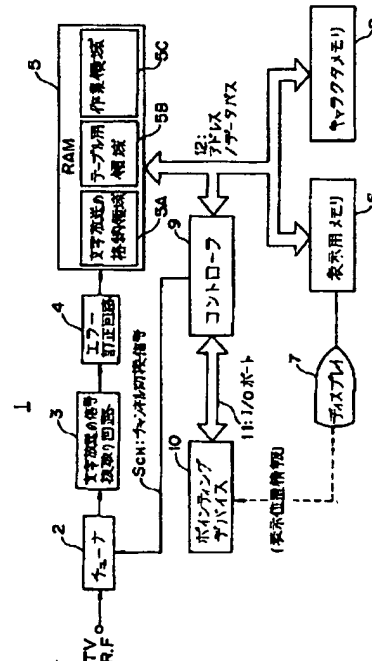 1
TV
R.F
2
チューナ
3
文字放送の信号
抜取り回路
4
エラー
訂正回路
5
RAM
文字放送の
格納領域
5A
テーブル用
領域
5B
作業領域
5C
SCH:チャンネル切換信号
12:
アドレス
/データバス
9
コントローラ
11:I/Oポート
10
ポインティング
デバイス
(表示位置情報)
7
ディスプレイ
表示用メモリ
キャラクタメモリ